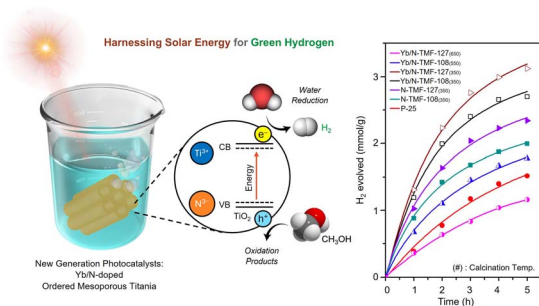 Harnessing Solar Energy for Green Hydrogen
Water
Reduction
H2
e-
CB
Ti3+
Energy
N3-
VB
TiO2
h+
CH3OH
Oxidation
Products
New Generation Photocatalysts:
Yb/N-doped
Ordered Mesoporous Titania
Yb/N-TMF-127(650)
Yb/N-TMF-108(650)
Yb/N-TMF-127(350)
Yb/N-TMF-108(350)
N-TMF-127(350)
N-TMF-108(350)
P-25
H2 evolved (mmol/g)
3
2
1
0
0 1 2 3 4 5
Time (h)
(#) : Calcination Temp.